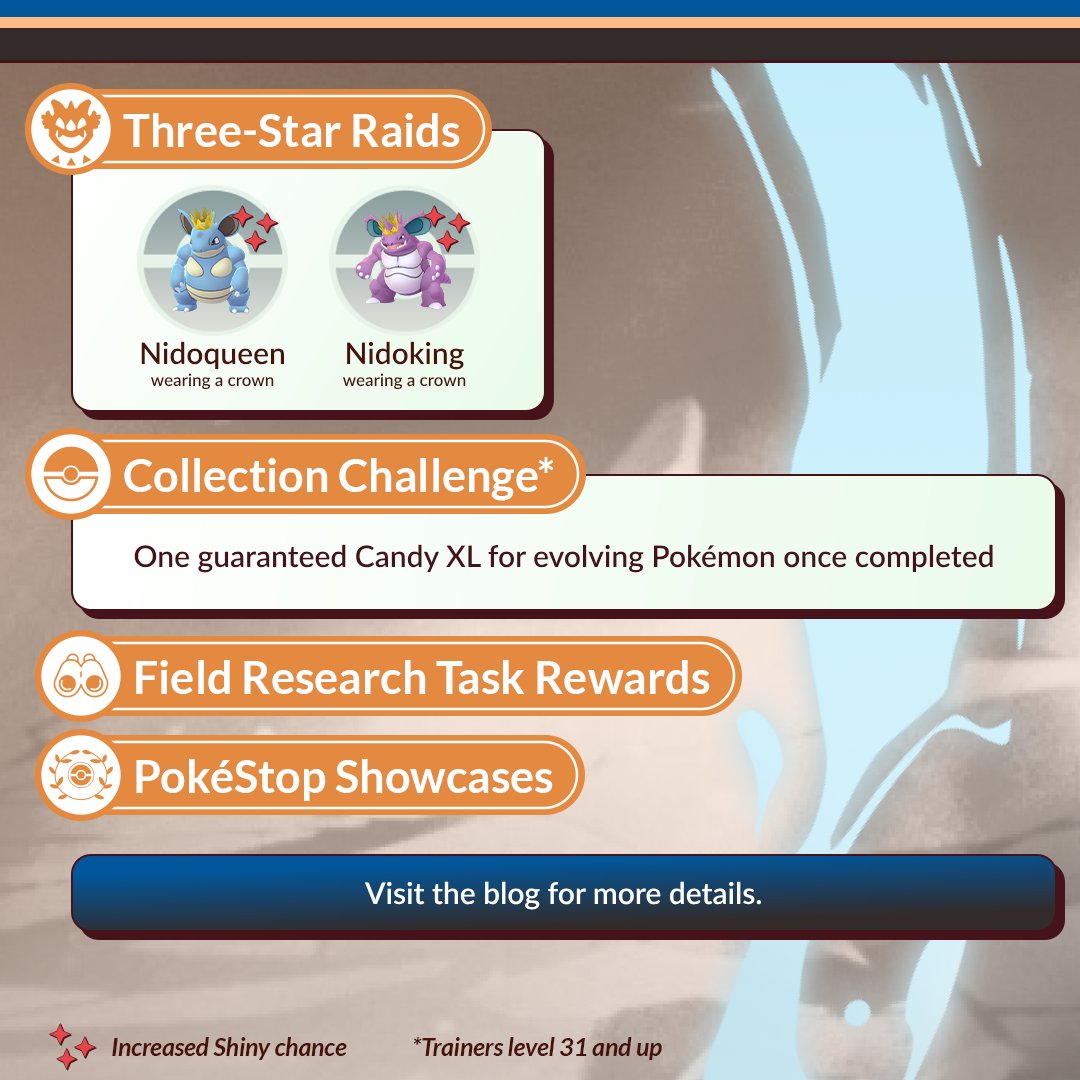 Three-Star Raids
Nidoqueen
wearing a crown
Nidoking
wearing a crown
Collection Challenge*
One guaranteed Candy XL for evolving Pokémon once completed
Field Research Task Rewards
PokéStop Showcases
Visit the blog for more details.
Increased Shiny chance
*Trainers level 31 and up